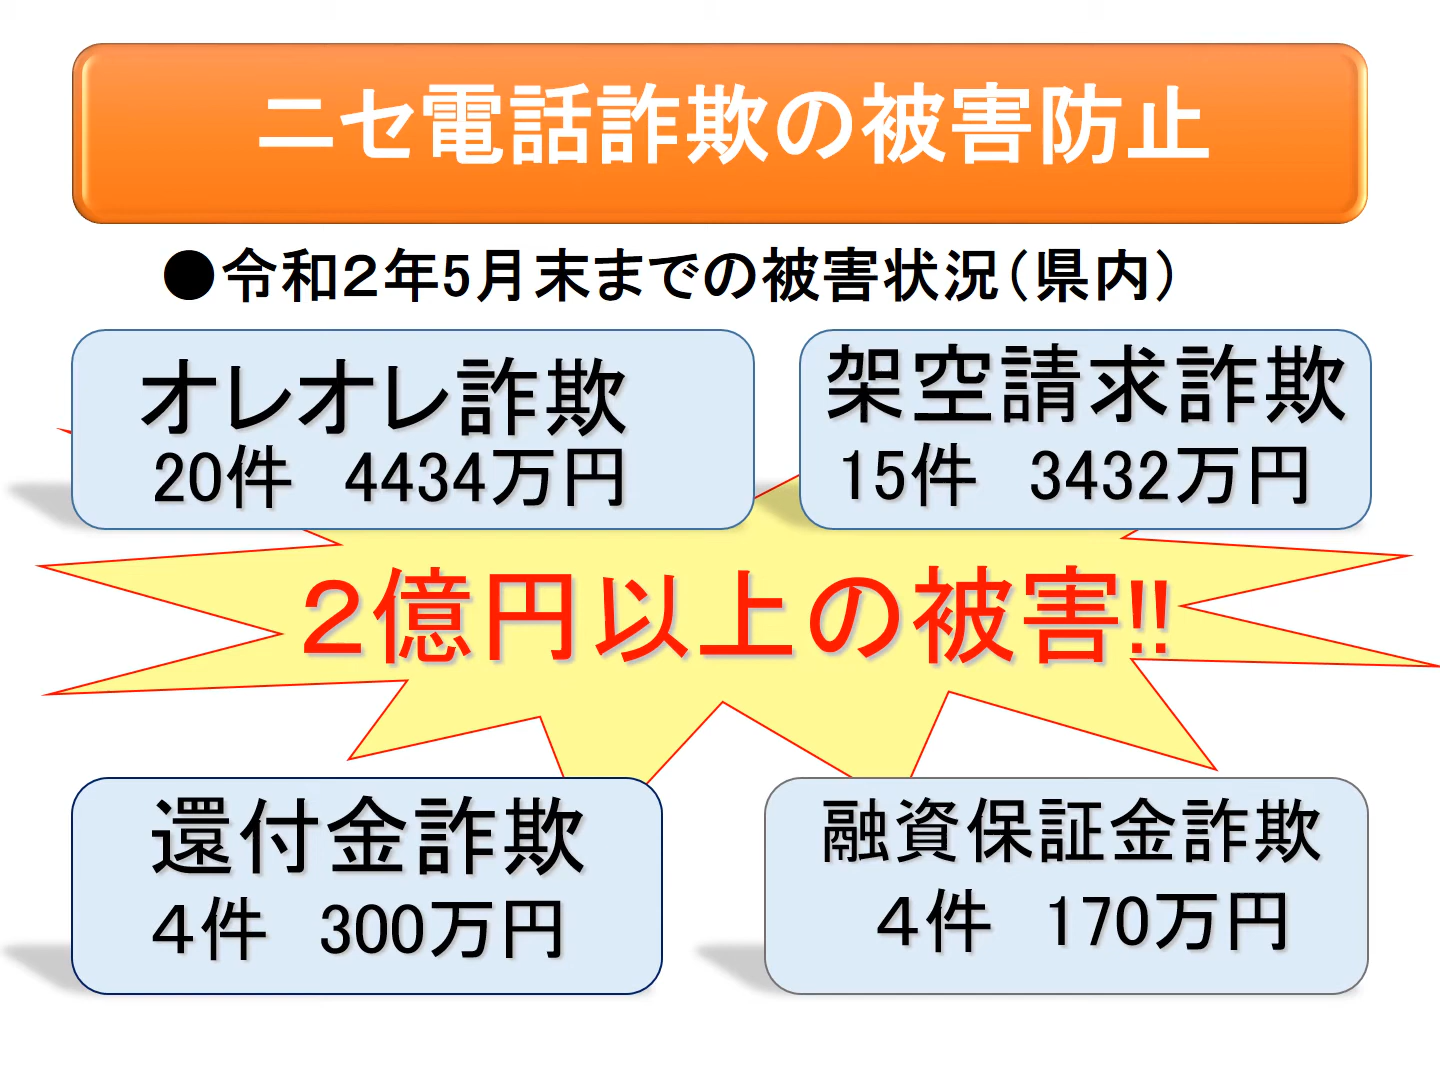 ニセ電話詐欺の被害防止
●令和２年5月末までの被害状況（県内）
オレオレ詐欺
20件　4434万円
架空請求詐欺
15件　3432万円
２億円以上の被害!!
還付金詐欺
４件　300万円
融資保証金詐欺
４件　170万円